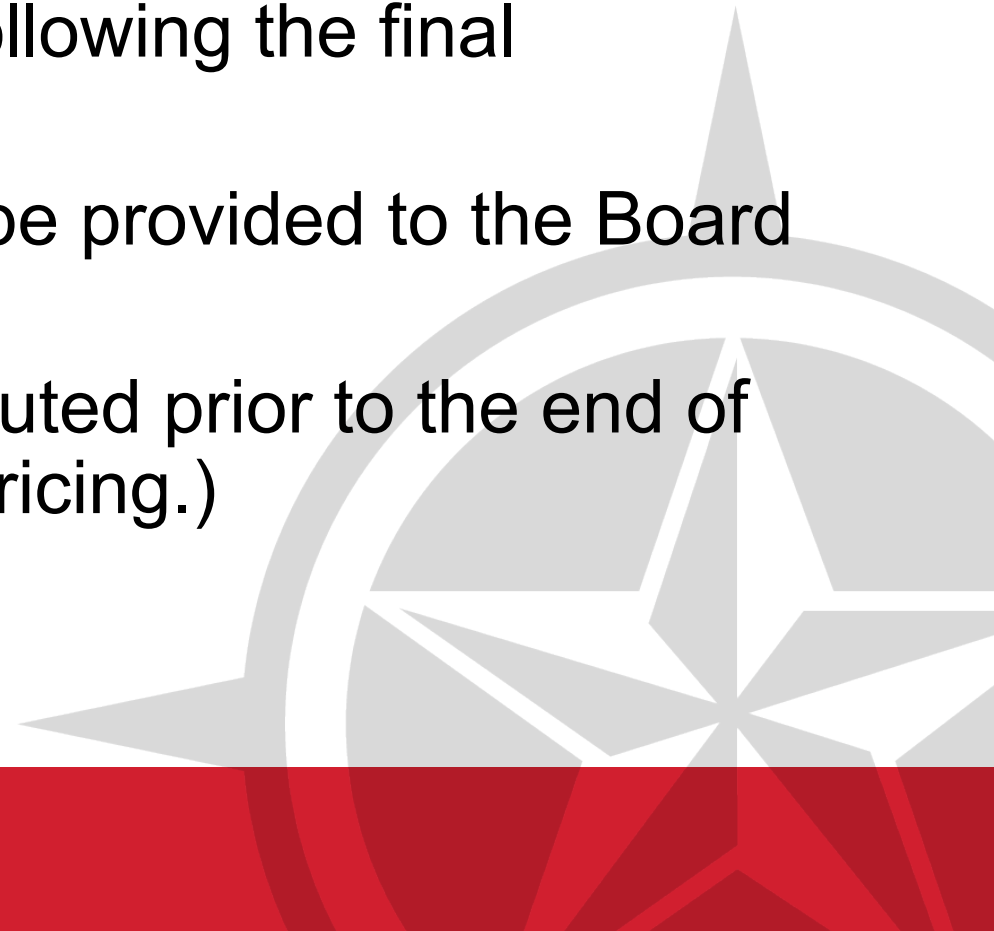 ollowing the final
be provided to the Board
uted prior to the end of
ricing.)